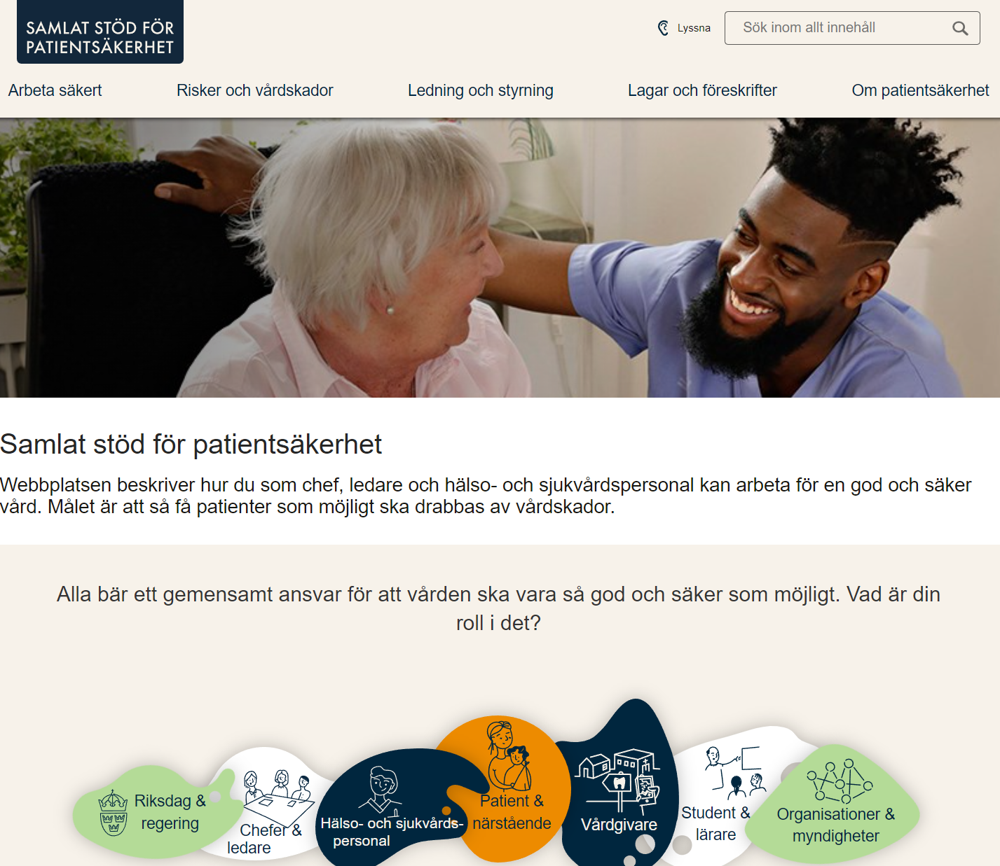 SAMLAT STÖD FÖR
PATIENTSÄKERHET
Lyssna
Sök inom allt innehåll
Arbeta säkert
Risker och vårdskador
Ledning och styrning
Lagar och föreskrifter
Om patientsäkerhet
Samlat stöd för patientsäkerhet
Webbplatsen beskriver hur du som chef, ledare och hälso- och sjukvårdspersonal kan arbeta för en god och säker
vård. Målet är att så få patienter som möjligt ska drabbas av vårdskador.
Alla bär ett gemensamt ansvar för att vården ska vara så god och säker som möjligt. Vad är din
roll i det?
Riksdag &
regering
Chefer &
ledare
Hälso- och sjukvårds-
personal
Patient &
närstående
Vårdgivare
Student &
lärare
Organisationer &
myndigheter